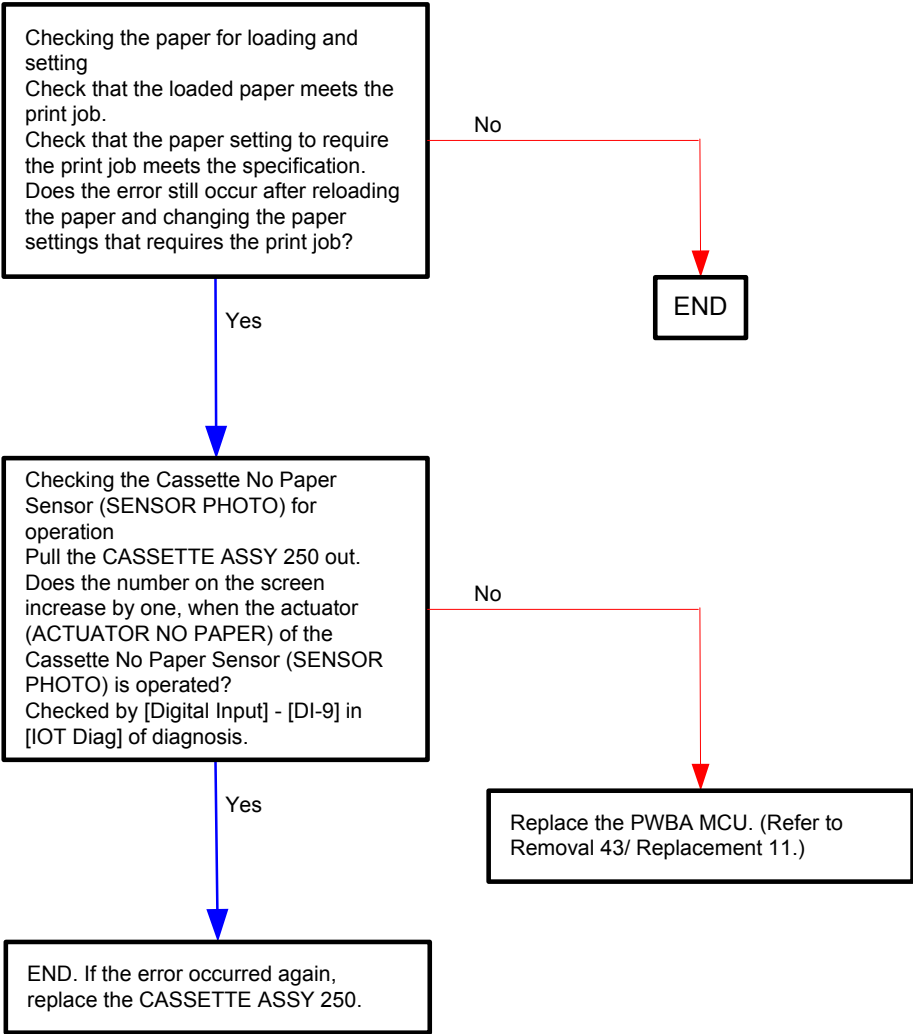 Checking the paper for loading and
setting
Check that the loaded paper meets the
print job.
Check that the paper setting to require
the print job meets the specification.
Does the error still occur after reloading
the paper and changing the paper
settings that requires the print job?
No
END
Yes
Checking the Cassette No Paper
Sensor (SENSOR PHOTO) for
operation
Pull the CASSETTE ASSY 250 out.
Does the number on the screen
increase by one, when the actuator
(ACTUATOR NO PAPER) of the
Cassette No Paper Sensor (SENSOR
PHOTO) is operated?
Checked by [Digital Input] - [DI-9] in
[IOT Diag] of diagnosis.
No
Yes
Replace the PWBA MCU. (Refer to
Removal 43/ Replacement 11.)
END. If the error occurred again,
replace the CASSETTE ASSY 250.